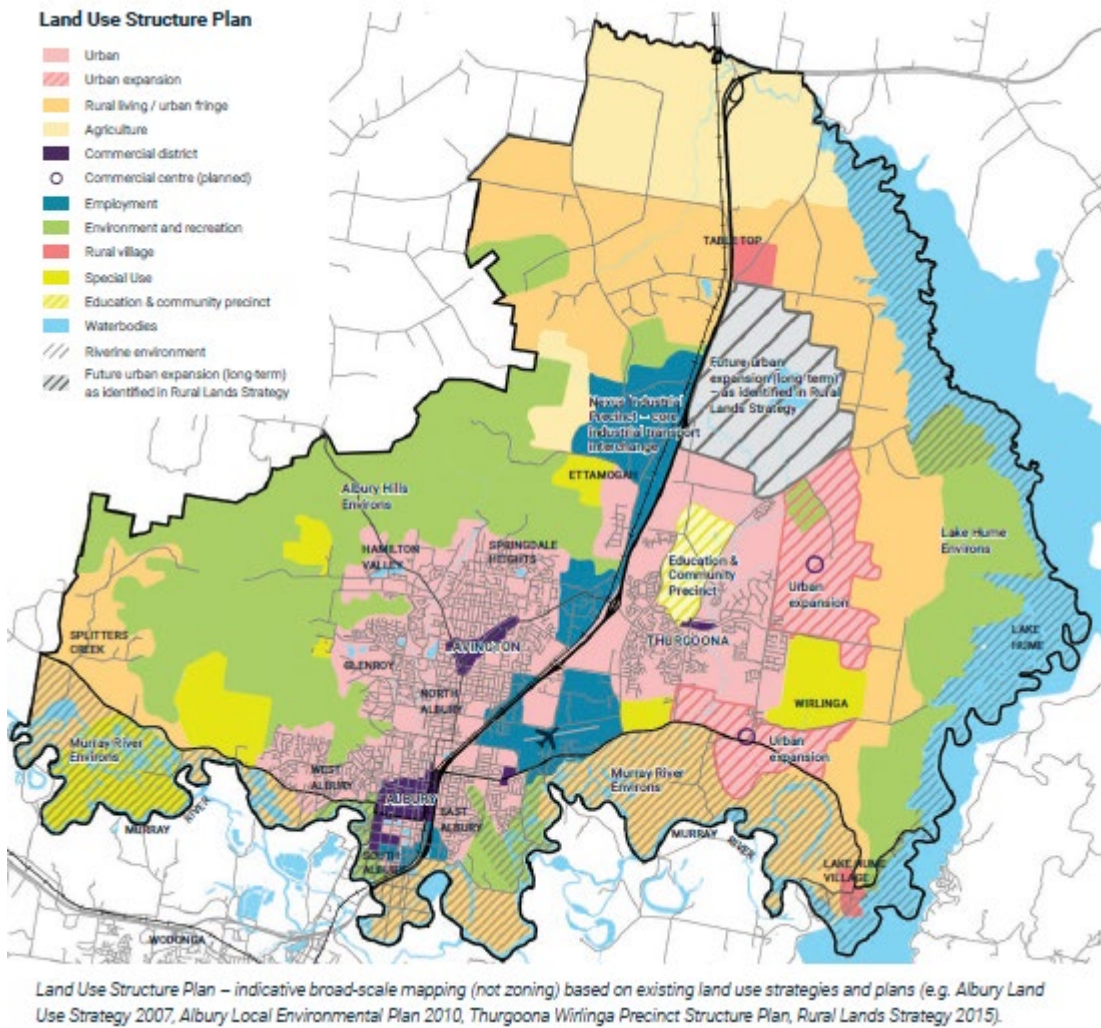 Land Use Structure Plan
Urban
Urban expansion
Rural living / urban fringe
Agriculture
Commercial district
Commercial centre (planned)
Employment
Environment and recreation
Rural village
Special Use
Education & community precinct
Waterbodies
Riverine environment
Future urban expansion (long-term)
as identified in Rural Lands Strategy
TABLE TOP
Future urban
expansion (long term)
– as identified in Rural
Lands Strategy
Nexus Industrial
Precinct – core
industrial transport
interchange
ETTAMOGAH
Albury Hills
Environs
HAMILTON
VALLEY
SPRINGDALE
HEIGHTS
Education &
Community
Precinct
Urban
expansion
Lake Hume
Environs
SPLITTERS
CREEK
GLENROY
LAVINGTON
THURGOONA
LAKE
HUME
NORTH
ALBURY
WIRLINGA
Murray River
Environs
WEST
ALBURY
Urban
expansion
Murray River
Environs
MURRAY
RIVER
ALBURY
EAST
ALBURY
MURRAY
RIVER
SOUTH
ALBURY
LAKE HUME
VILLAGE
WODONGA
Land Use Structure Plan – indicative broad-scale mapping (not zoning) based on existing land use strategies and plans (e.g. Albury Land
Use Strategy 2007, Albury Local Environmental Plan 2010, Thurgoona Wirlinga Precinct Structure Plan, Rural Lands Strategy 2015).